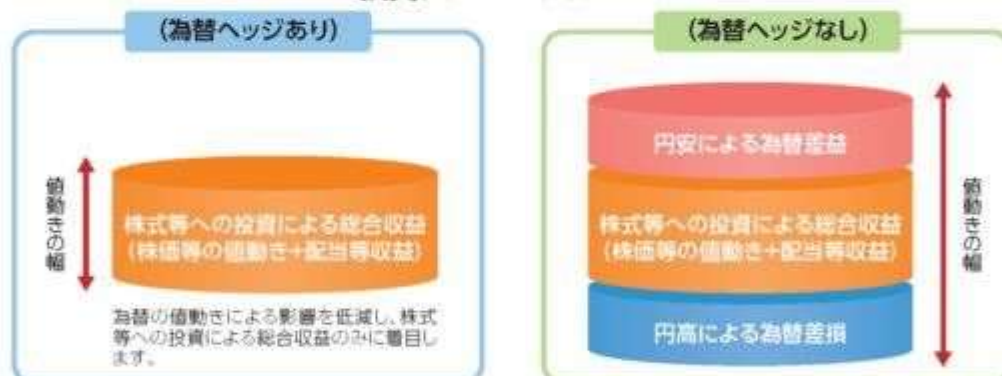 (為替ヘッジあり)
値動きの幅
株式等への投資による総合収益
(株価等の値動き+配当等収益)
為替の値動きによる影響を低減し、株式
等への投資による総合収益のみに着目し
ます。
(為替ヘッジなし)
円安による為替差益
株式等への投資による総合収益
(株価等の値動き+配当等収益)
円高による為替差損
値動きの幅